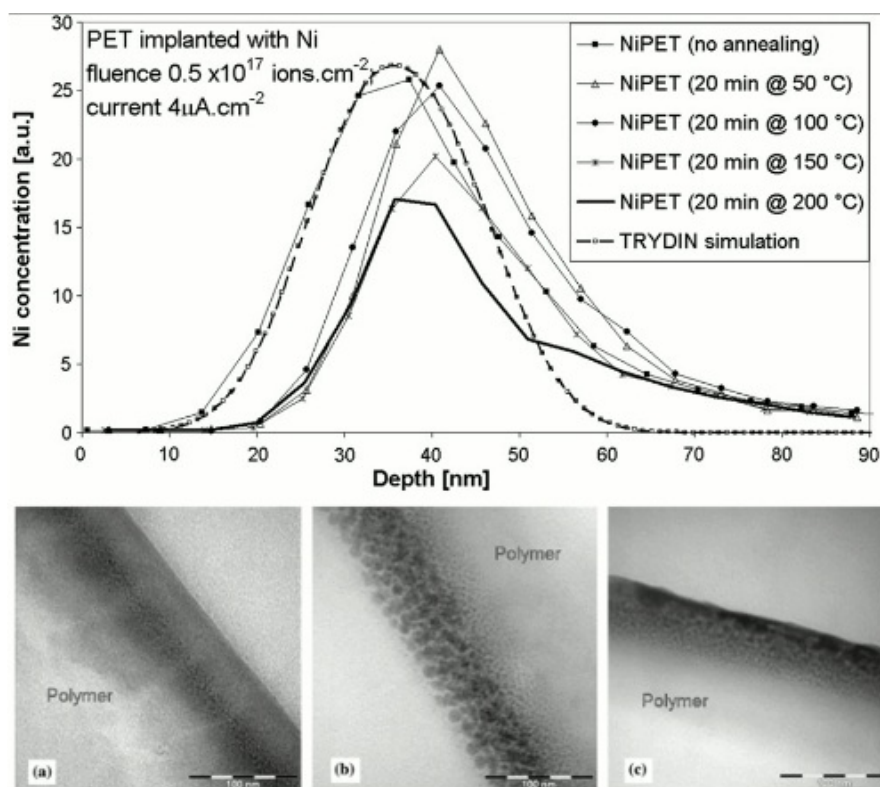 PET implanted with Ni
fluence 0.5 x10¹⁷ ions.cm⁻²,
current 4µA.cm⁻²
NiPET (no annealing)
NiPET (20 min @ 50 °C)
NiPET (20 min @ 100 °C)
NiPET (20 min @ 150 °C)
NiPET (20 min @ 200 °C)
TRYDIN simulation
Ni concentration [a.u.]
30
25
20
15
10
5
0
0 10 20 30 40 50 60 70 80 90
Depth [nm]
Polymer
(a)
100 nm
Polymer
(b)
100 nm
Polymer
(c)